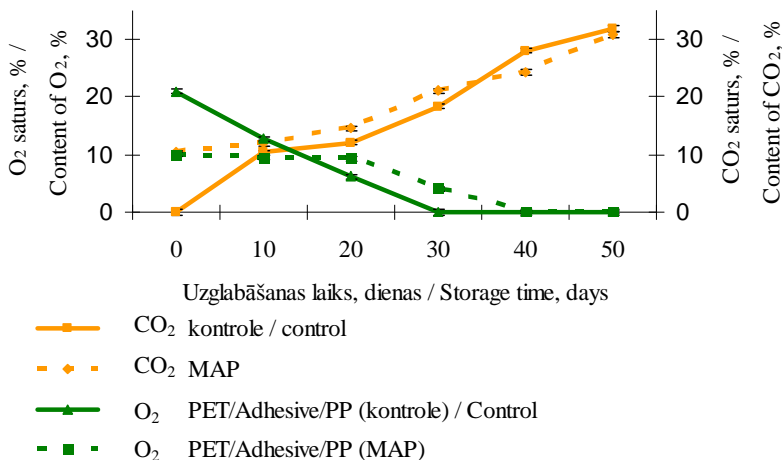 O2 saturs, % /
Content of O2, %
30
20
10
0
30
20
10
0
CO2 saturs, % /
Content of CO2, %
0 10 20 30 40 50
Uzglabāšanas laiks, dienas / Storage time, days
CO2 kontrole / control
CO2 MAP
O2 PET/Adhesive/PP (kontrole) / Control
O2 PET/Adhesive/PP (MAP)